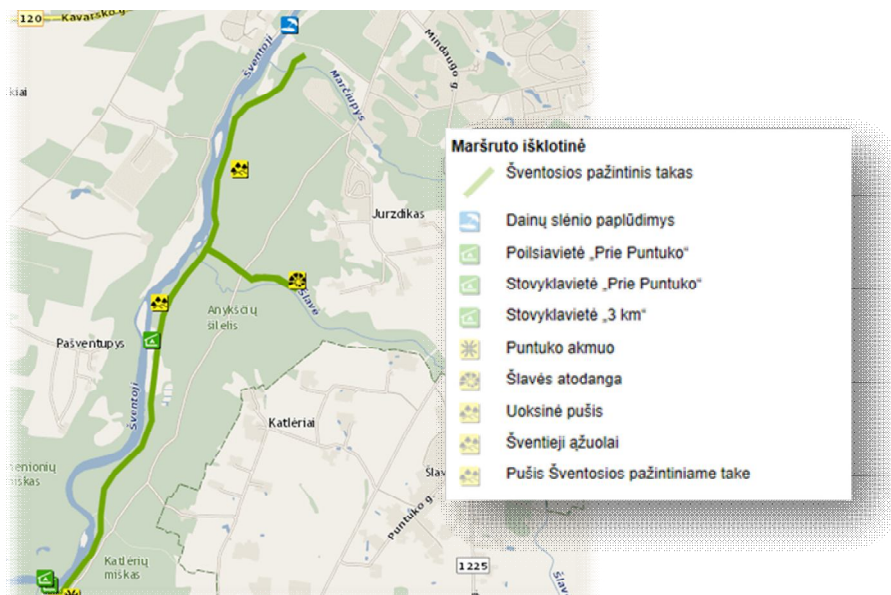 120
Kavarsko g.
Šventoji
Mindaugo g.
kiai
Marčiupys
Jurzdikas
Šlavė
Anykščių
šilelis
Pašventupys
Šventoji
Katlėriai
menionių
miškas
Puntuko g.
Katlėrių
miškas
1225
Maršruto išklotinė
Šventosios pažintinis takas
Dainų slėnio paplūdimys
Poilsiavietė „Prie Puntuko“
Stovyklavietė „Prie Puntuko“
Stovyklavietė „3 km“
Puntuko akmuo
Šlavės atodanga
Uoksinė pušis
Šventieji ąžuolai
Pušis Šventosios pažintiniame take